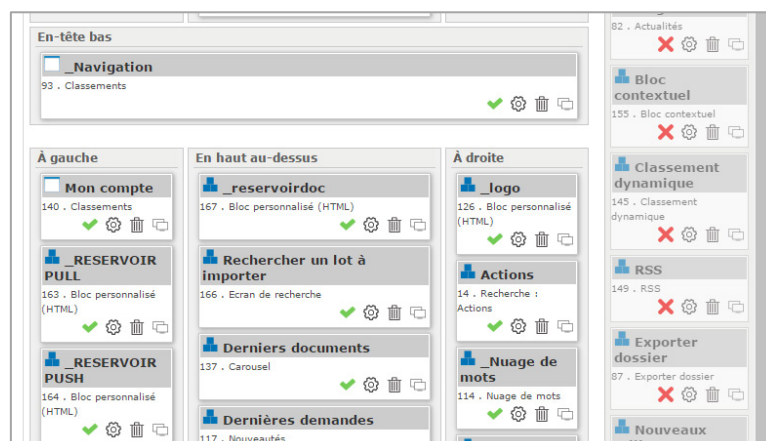 En-tête bas
_Navigation
93 . Classements
À gauche
Mon compte
140 . Classements
_RESERVOIR
PULL
163 . Bloc personnalisé
(HTML)
_RESERVOIR
PUSH
164 . Bloc personnalisé
(HTML)
En haut au-dessus
_reservoirdoc
167 . Bloc personnalisé (HTML)
Rechercher un lot à
importer
166 . Ecran de recherche
Derniers documents
137 . Carousel
Dernières demandes
117 . Nouveautés
À droite
_logo
126 . Bloc personnalisé
(HTML)
Actions
14 . Recherche :
Actions
_Nuage de
mots
114 . Nuage de mots
82 . Actualités
Bloc
contextuel
155 . Bloc contextuel
Classement
dynamique
145 . Classement
dynamique
RSS
149 . RSS
Exporter
dossier
87 . Exporter dossier
Nouveaux